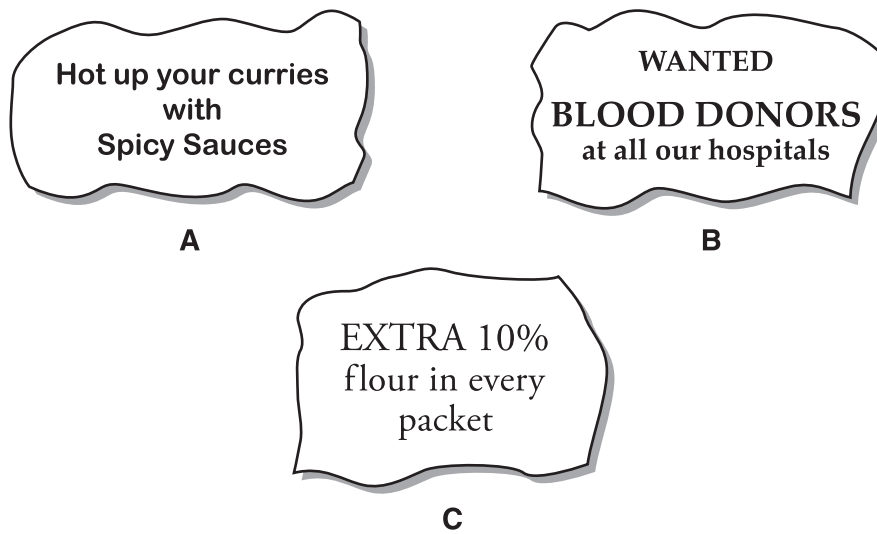 Hot up your curries
with
Spicy Sauces
A
WANTED
BLOOD DONORS
at all our hospitals
B
EXTRA 10%
flour in every
packet
C